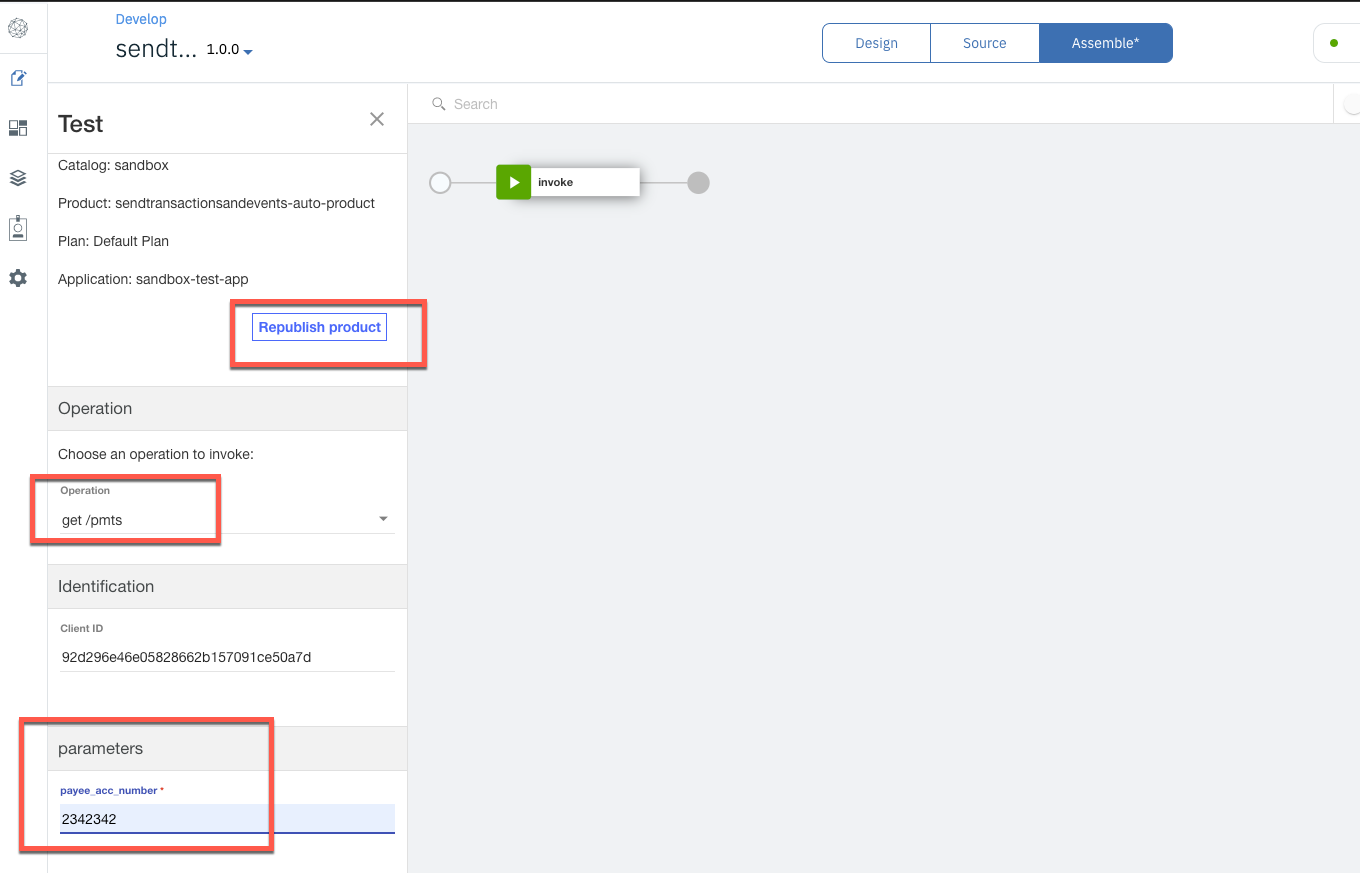 Develop
sendt... 1.0.0
Design
Source
Assemble*
Test
Search
Catalog: sandbox
Product: sendtransactionsandevents-auto-product
Plan: Default Plan
Application: sandbox-test-app
Republish product
invoke
Operation
Choose an operation to invoke:
Operation
get /pmts
Identification
Client ID
92d296e46e05828662b157091ce50a7d
parameters
payee_acc_number *
2342342